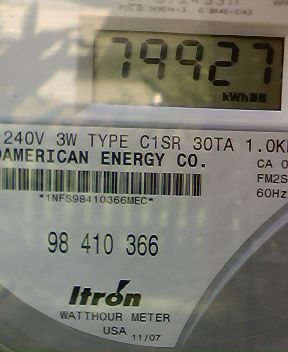 79927
kWh
240V 3W TYPE C1SR 30TA 1.0K
AMERICAN ENERGY CO.
CA 0
FM2S
60Hz
*1NFS98410366MEC*
98 410 366
Itron
WATTHOUR METER
USA 11/07